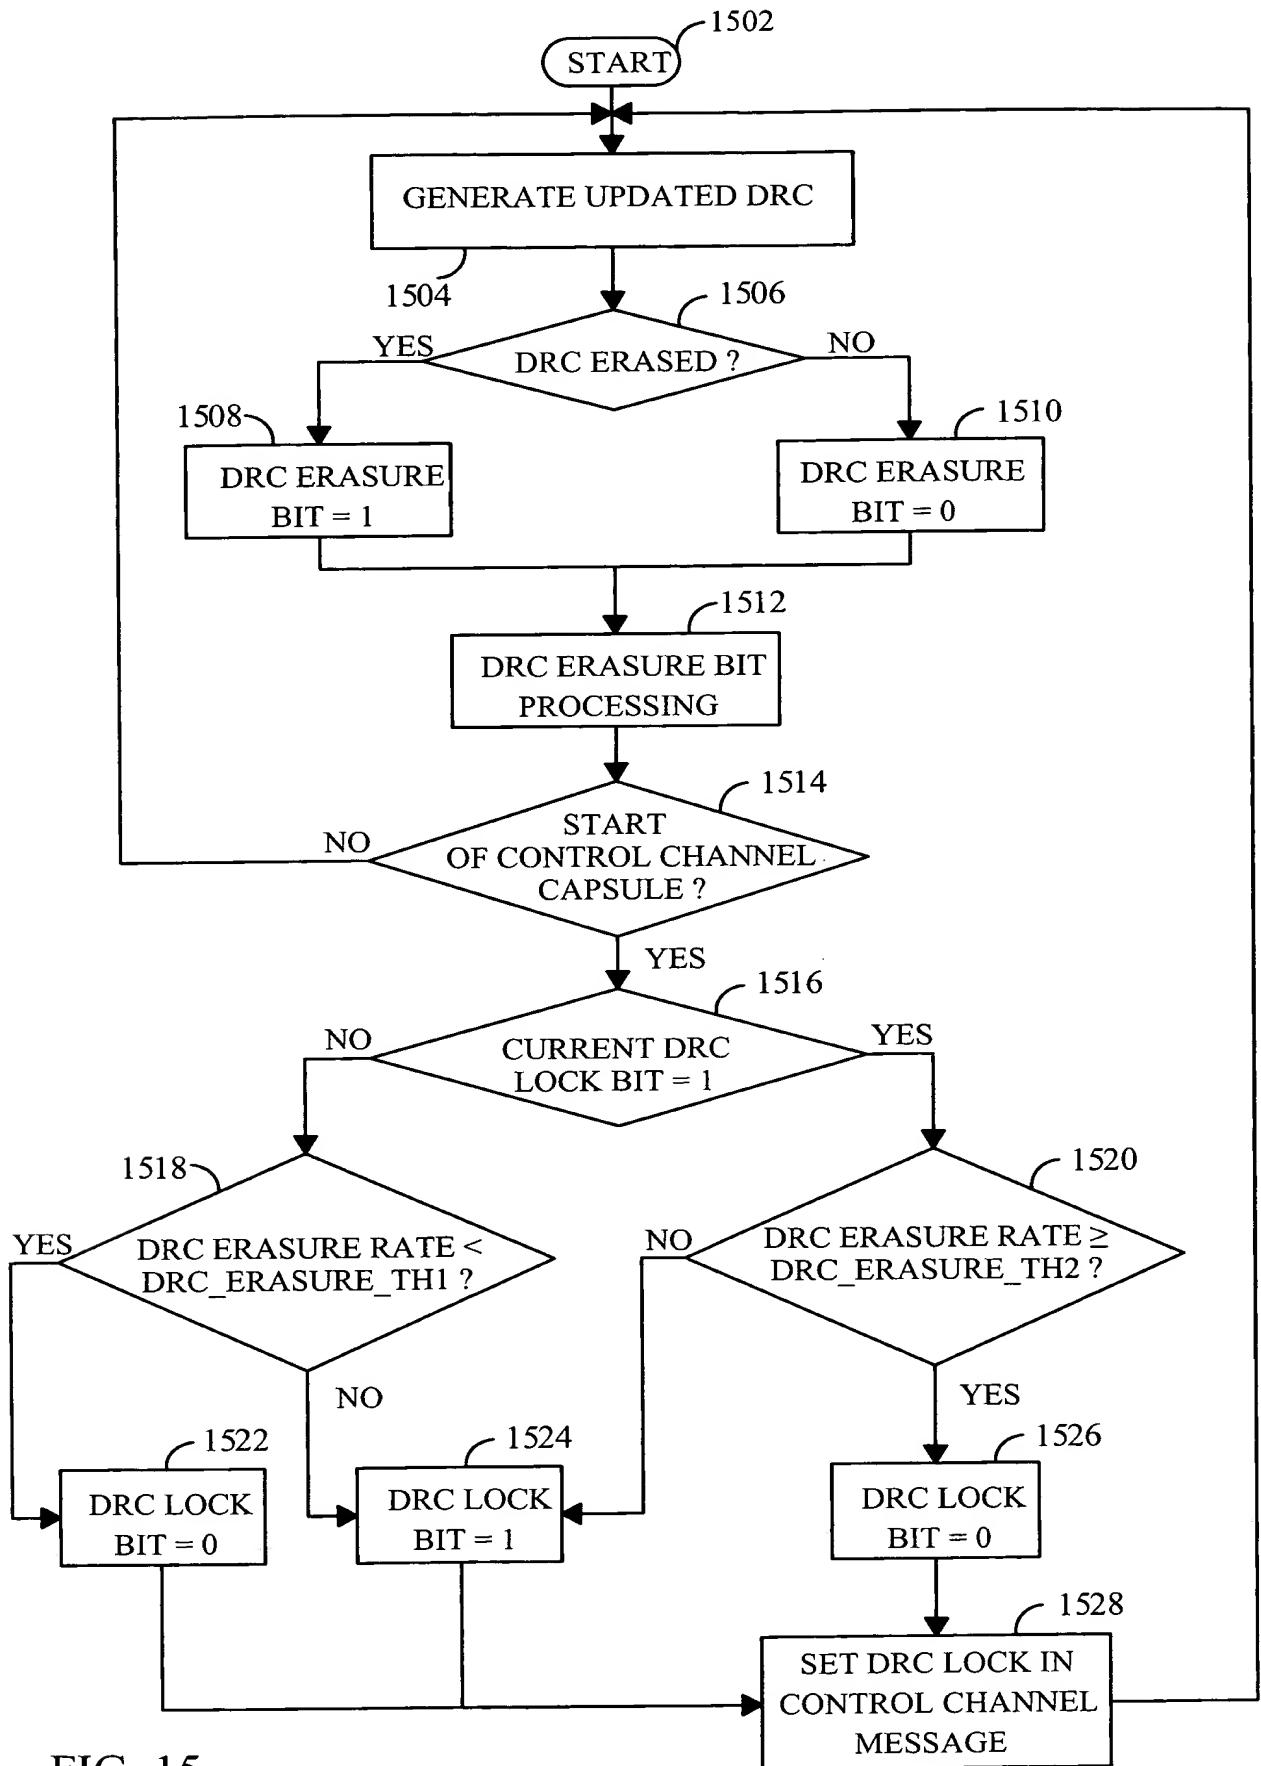 1502
START
GENERATE UPDATED DRC
1504
1506
YES
DRC ERASED ?
NO
1508
1510
DRC ERASURE
BIT = 1
DRC ERASURE
BIT = 0
1512
DRC ERASURE BIT
PROCESSING
1514
NO
START
OF CONTROL CHANNEL
CAPSULE ?
YES
1516
NO
CURRENT DRC
LOCK BIT = 1
YES
1518
1520
YES
DRC ERASURE RATE <
DRC_ERASURE_TH1 ?
NO
DRC ERASURE RATE ≥
DRC_ERASURE_TH2 ?
NO
YES
1522
1524
1526
DRC LOCK
BIT = 0
DRC LOCK
BIT = 1
DRC LOCK
BIT = 0
1528
SET DRC LOCK IN
CONTROL CHANNEL
MESSAGE
FIG. 15